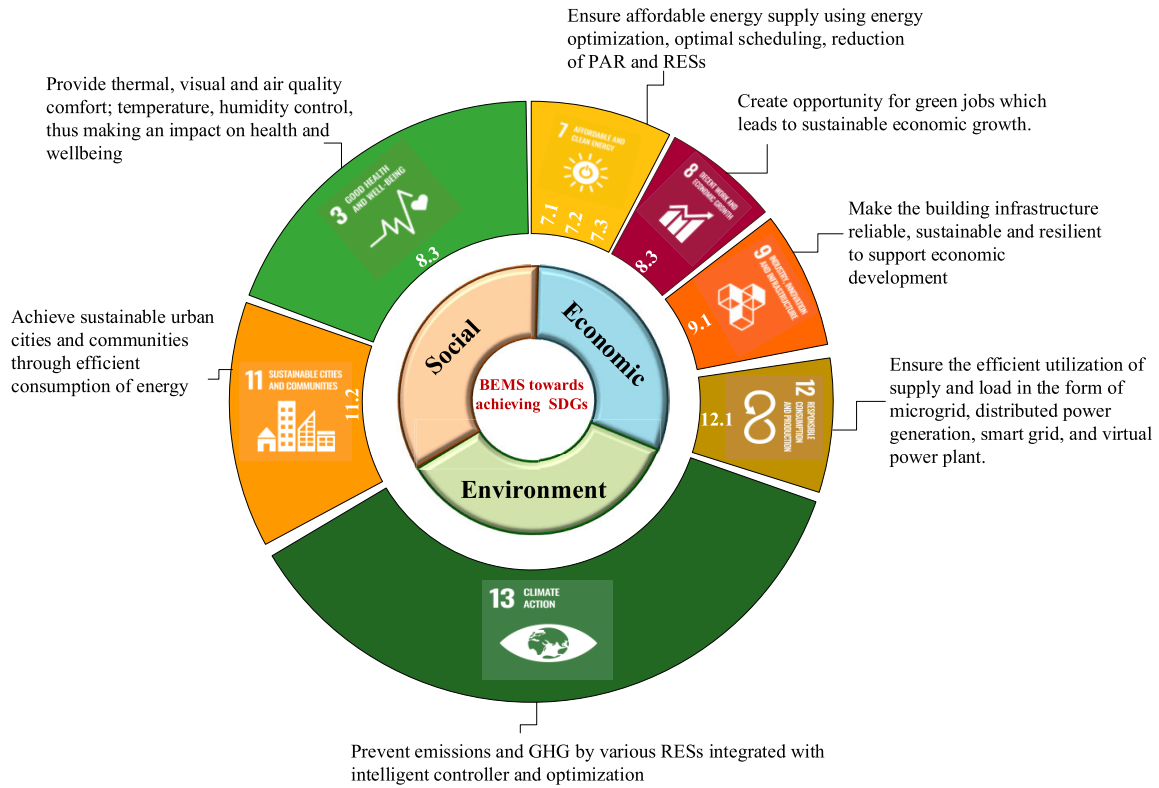 Ensure affordable energy supply using energy
optimization, optimal scheduling, reduction
of PAR and RESs
Provide thermal, visual and air quality
comfort; temperature, humidity control,
thus making an impact on health and
wellbeing
Create opportunity for green jobs which
leads to sustainable economic growth.
Make the building infrastructure
reliable, sustainable and resilient
to support economic
development
Achieve sustainable urban
cities and communities
through efficient
consumption of energy
Ensure the efficient utilization of
supply and load in the form of
microgrid, distributed power
generation, smart grid, and virtual
power plant.
3 GOOD HEALTH
AND WELL-BEING
8.3
7 AFFORDABLE AND
CLEAN ENERGY
7.1
7.2
7.3
8 DECENT WORK AND
ECONOMIC GROWTH
8.3
9 INDUSTRY, INNOVATION
AND INFRASTRUCTURE
9.1
12 RESPONSIBLE
CONSUMPTION
AND PRODUCTION
12.1
11 SUSTAINABLE CITIES
AND COMMUNITIES
11.2
Social
Economic
Environment
BEMS towards
achieving SDGs
13 CLIMATE
ACTION
Prevent emissions and GHG by various RESs integrated with
intelligent controller and optimization